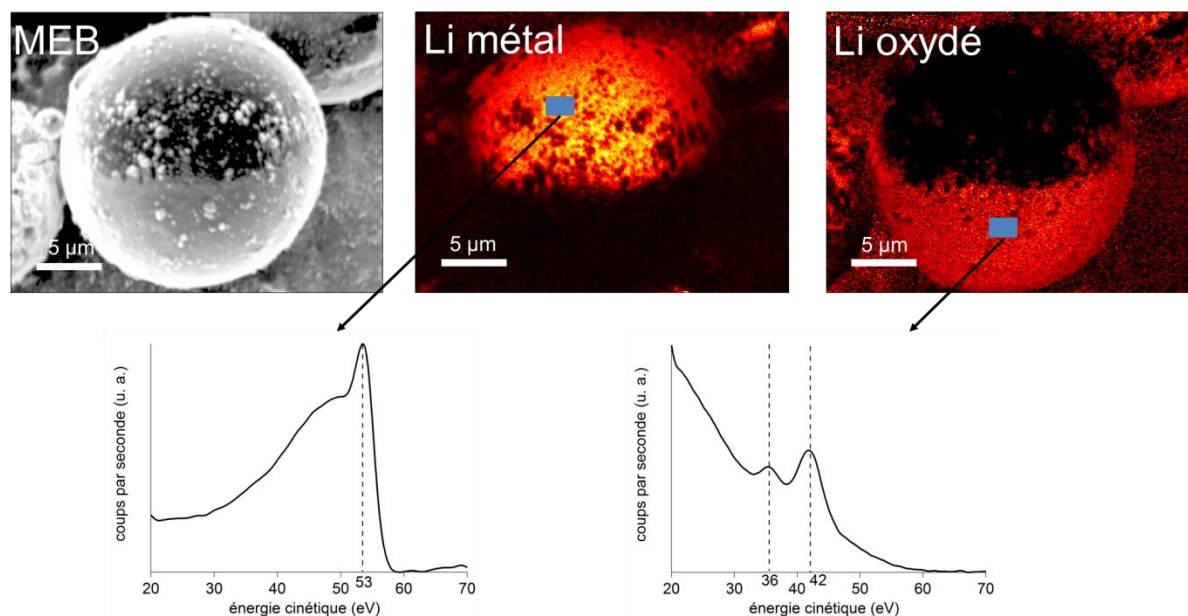 MEB
Li métal
Li oxydé
5 µm
5 µm
5 µm
coups par seconde (u. a.)
20
30
40
50
53
60
70
énergie cinétique (eV)
coups par seconde (u. a.)
20
30
36
40
42
50
60
70
énergie cinétique (eV)